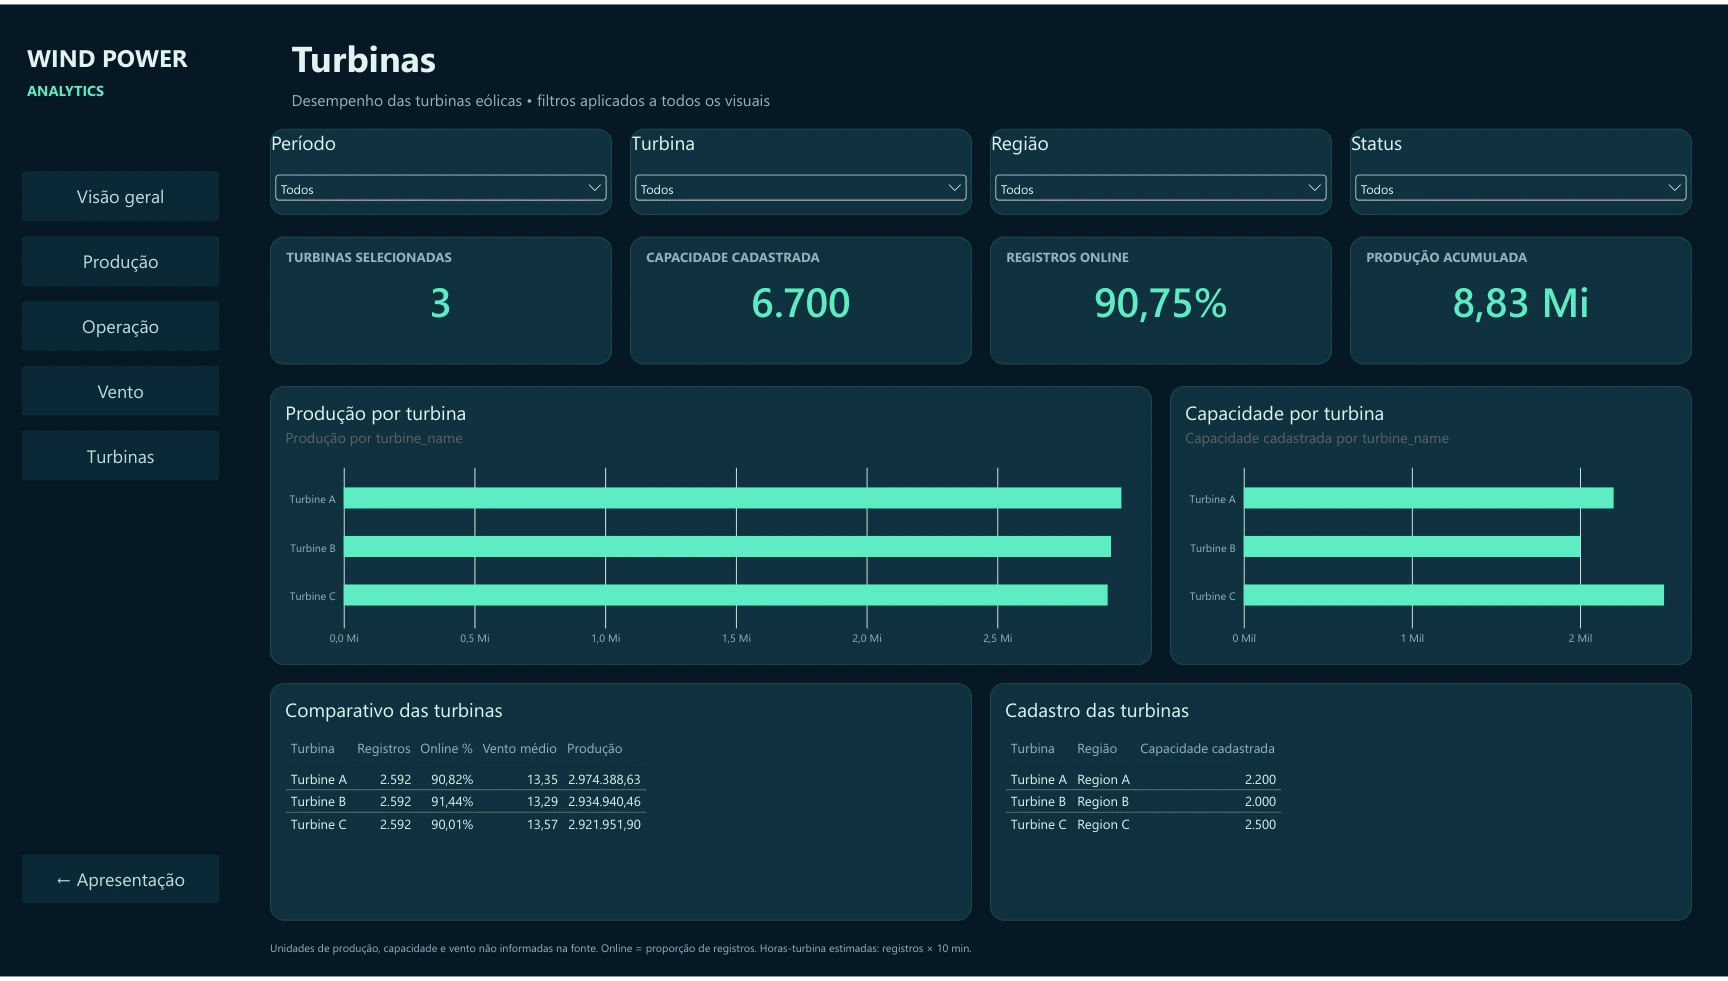 WIND POWER
ANALYTICS
Visão geral
Produção
Operação
Vento
Turbinas
← Apresentação
Turbinas
Desempenho das turbinas eólicas • filtros aplicados a todos os visuais
Período
Todos
Turbina
Todos
Região
Todos
Status
Todos
TURBINAS SELECIONADAS
3
CAPACIDADE CADASTRADA
6.700
REGISTROS ONLINE
90,75%
PRODUÇÃO ACUMULADA
8,83 Mi
Produção por turbina
Produção por turbine_name
Turbine A
Turbine B
Turbine C
0,0 Mi 0,5 Mi 1,0 Mi 1,5 Mi 2,0 Mi 2,5 Mi
Capacidade por turbina
Capacidade cadastrada por turbine_name
Turbine A
Turbine B
Turbine C
0 Mil 1 Mil 2 Mil
Comparativo das turbinas
Turbina Registros Online % Vento médio Produção
Turbine A 2.592 90,82% 13,35 2.974.388,63
Turbine B 2.592 91,44% 13,29 2.934.940,46
Turbine C 2.592 90,01% 13,57 2.921.951,90
Cadastro das turbinas
Turbina Região Capacidade cadastrada
Turbine A Region A 2.200
Turbine B Region B 2.000
Turbine C Region C 2.500
Unidades de produção, capacidade e vento não informadas na fonte. Online = proporção de registros. Horas-turbina estimadas: registros × 10 min.